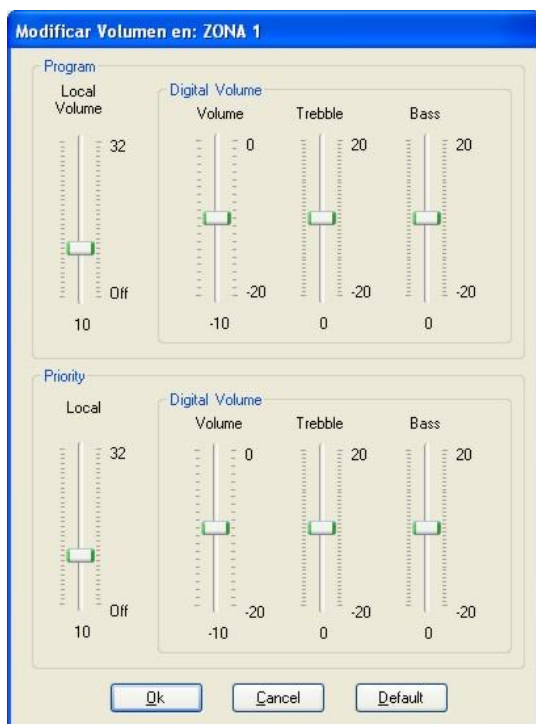 Modificar Volumen en: ZONA 1
Program
Local
Volume
32
Off
10
Digital Volume
Volume
0
-20
-10
Trebble
20
-20
0
Bass
20
-20
0
Priority
Local
32
Off
10
Digital Volume
Volume
0
-20
-10
Trebble
20
-20
0
Bass
20
-20
0
Ok
Cancel
Default